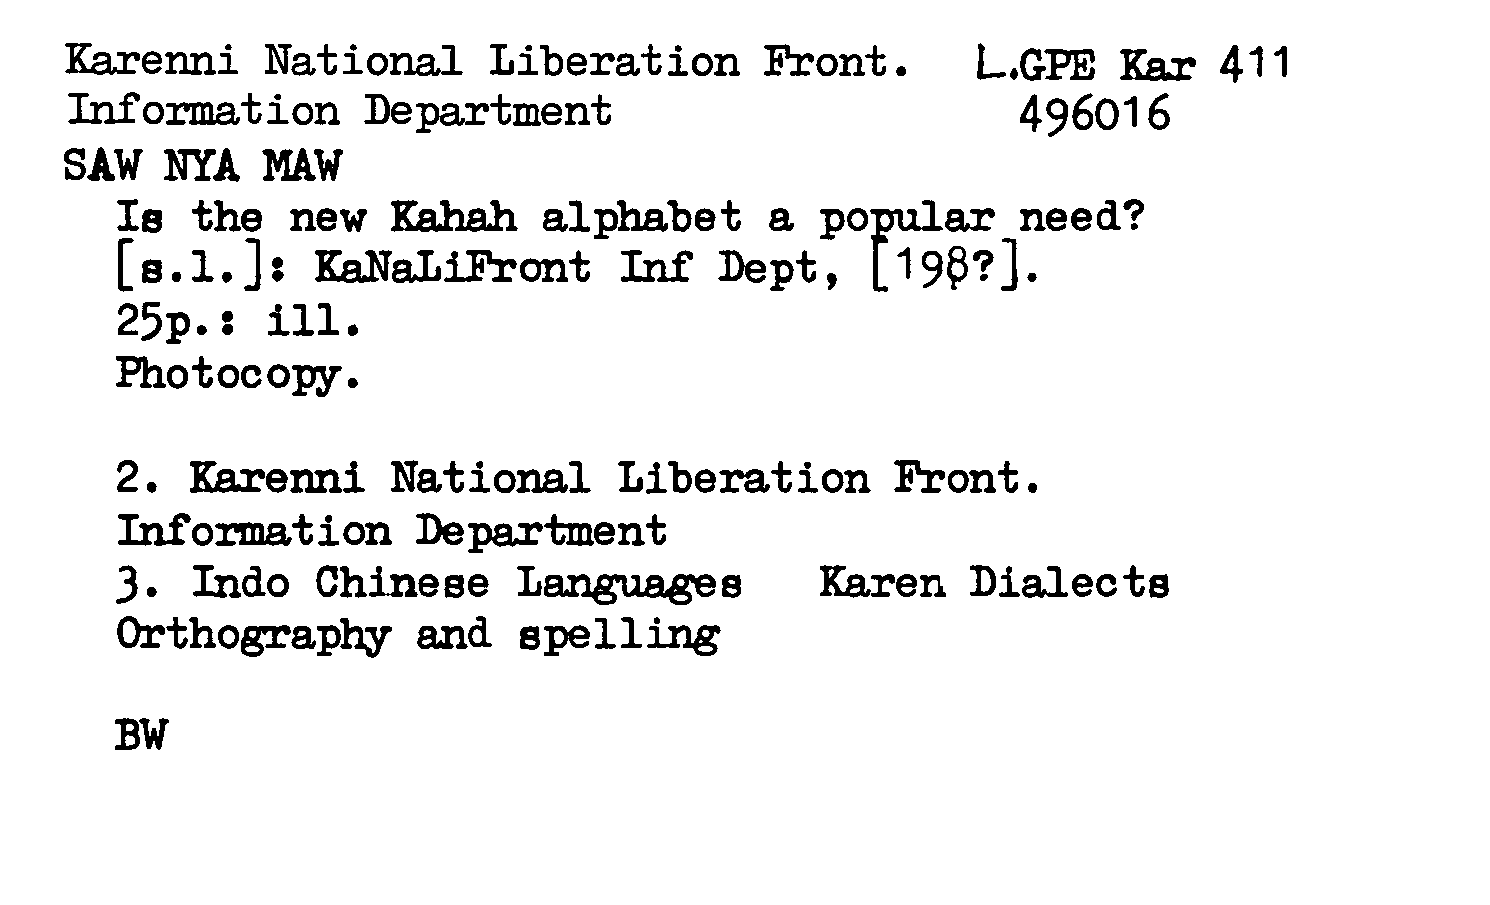 Karenni National Liberation Front. L.GPE Kar 411
Information Department 496016
SAW NYA MAW
Is the new Kahah alphabet a popular need?
[s.l.]: KaNaLiFront Inf Dept, [198?].
25p.: ill.
Photocopy.
2. Karenni National Liberation Front.
Information Department
3. Indo Chinese Languages Karen Dialects
Orthography and spelling
BW